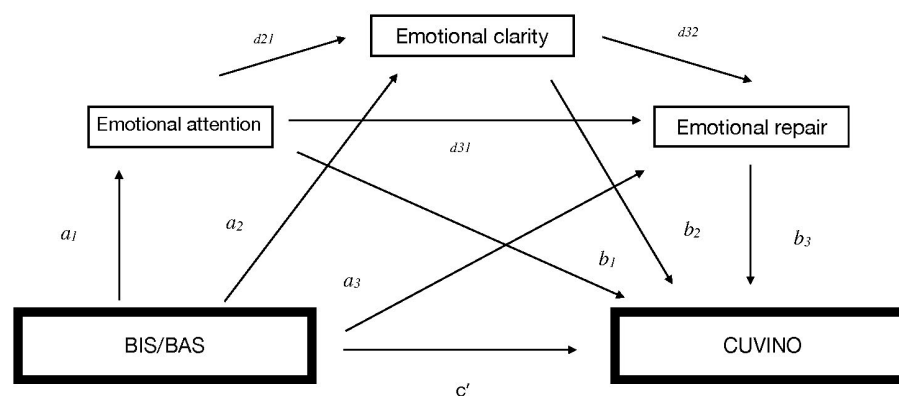 Emotional clarity
d21
d32
Emotional attention
Emotional repair
d31
a1
a2
a3
b1
b2
b3
BIS/BAS
CUVINO
c′